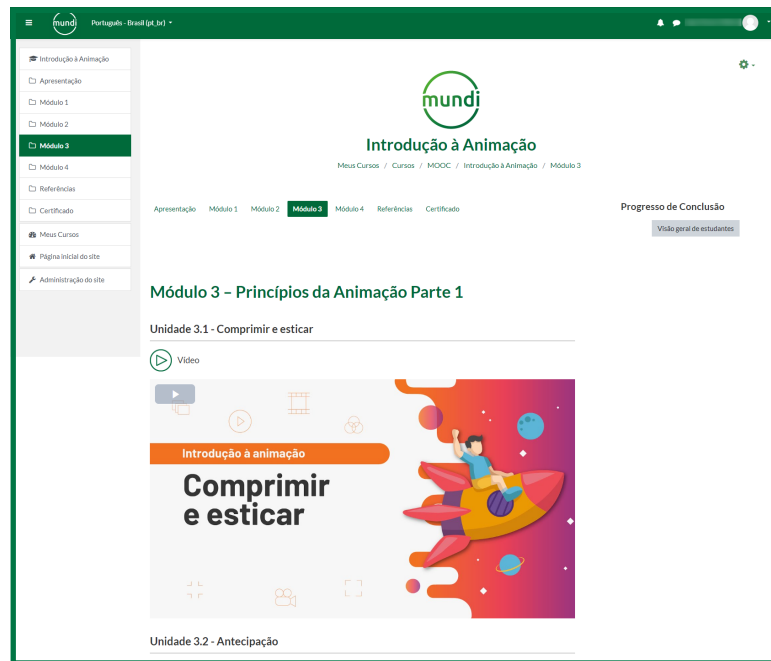 mundi
Português - Brasil (pt_br)
Introdução à Animação
Apresentação
Módulo 1
Módulo 2
Módulo 3
Módulo 4
Referências
Certificado
Meus Cursos
Página inicial do site
Administração do site
mundi
Introdução à Animação
Meus Cursos / Cursos / MOOC / Introdução à Animação / Módulo 3
Apresentação Módulo 1 Módulo 2 Módulo 3 Módulo 4 Referências Certificado
Progresso de Conclusão
Visão geral de estudantes
Módulo 3 – Princípios da Animação Parte 1
Unidade 3.1 - Comprimir e esticar
Vídeo
Introdução à animação
Comprimir
e esticar
Unidade 3.2 - Antecipação